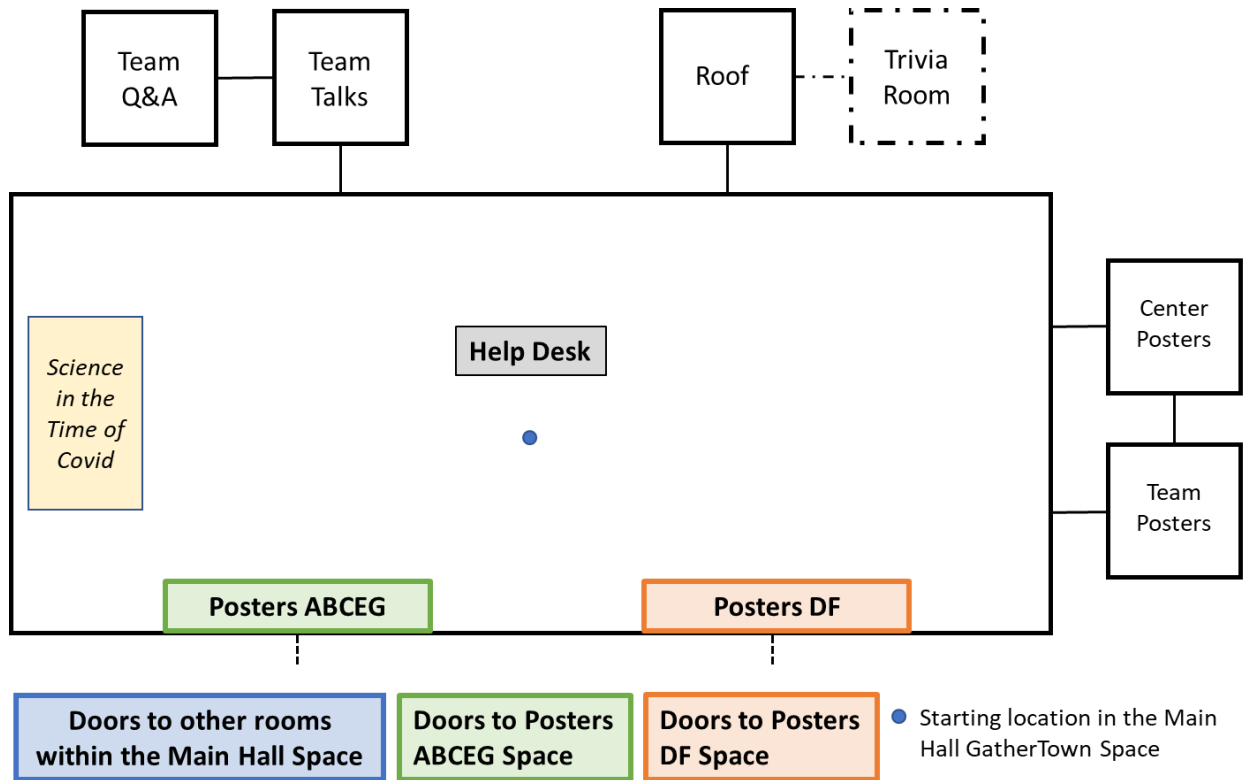 Team
Q&A
Team
Talks
Roof
Trivia
Room
Science
in the
Time of
Covid
Help Desk
Center
Posters
Team
Posters
Posters ABCEG
Posters DF
Doors to other rooms
within the Main Hall Space
Doors to Posters
ABCEG Space
Doors to Posters
DF Space
Starting location in the Main
Hall GatherTown Space